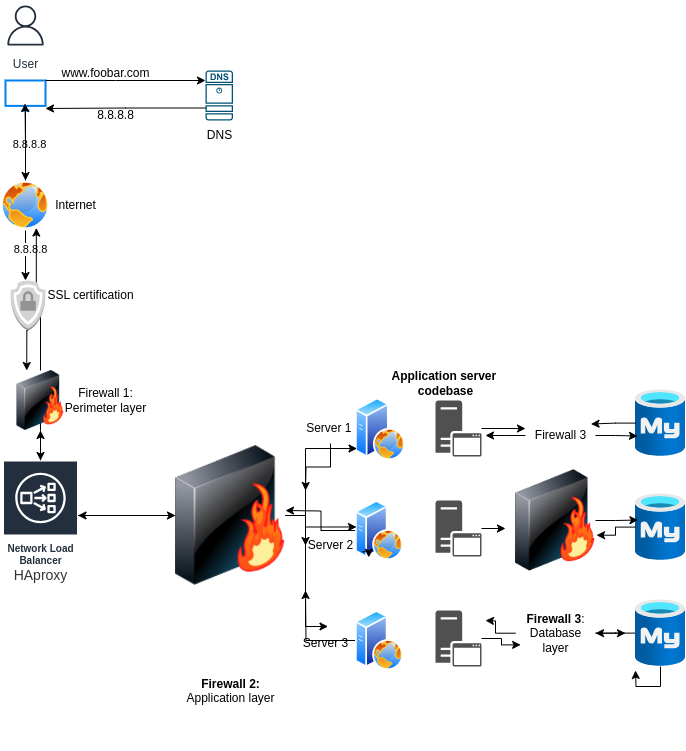 User
www.foobar.com
DNS
8.8.8.8
DNS
8.8.8.8
Internet
8.8.8.8
SSL certification
Application server
codebase
Firewall 1:
Perimeter layer
Server 1
Firewall 3
My
Network Load
Balancer
HAproxy
Server 2
My
Firewall 3:
Database
layer
My
Server 3
Firewall 2:
Application layer